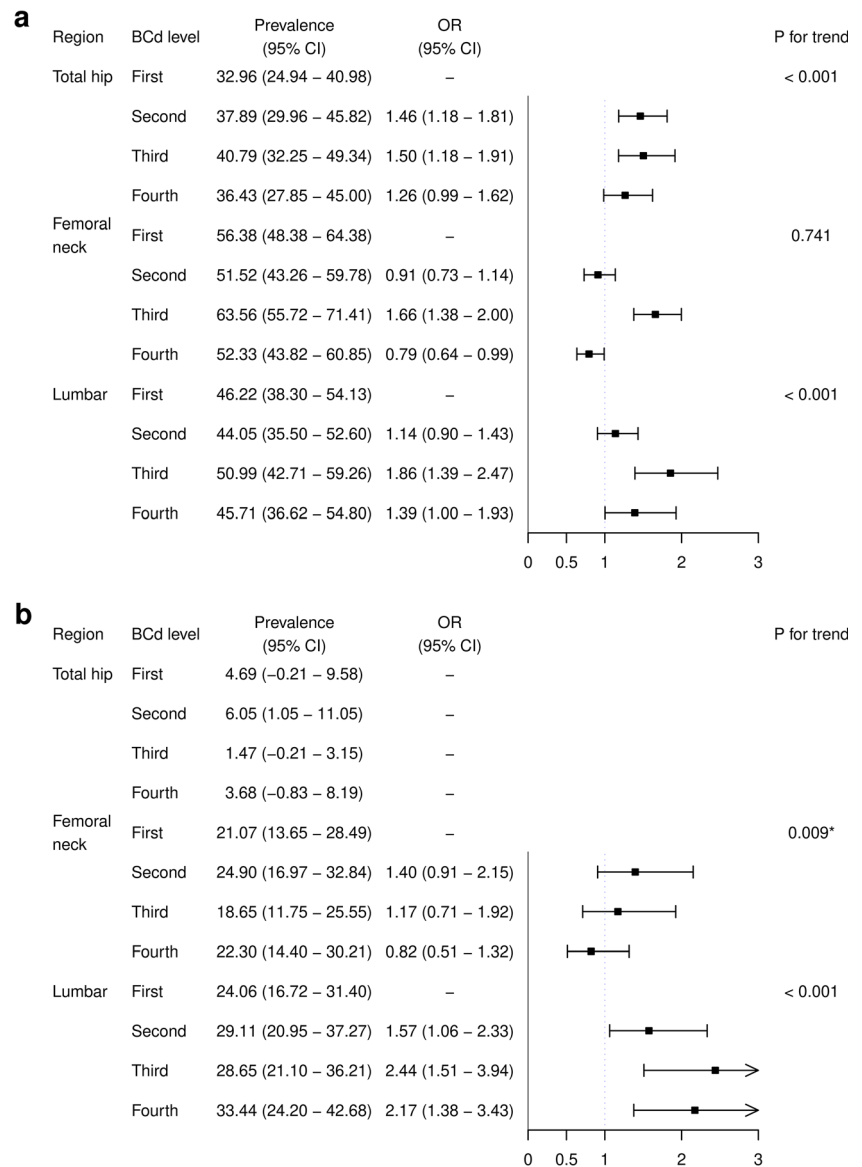 a
Region BCd level Prevalence (95% CI) OR (95% CI) P for trend
Total hip First 32.96 (24.94 − 40.98) − < 0.001
Second 37.89 (29.96 − 45.82) 1.46 (1.18 − 1.81)
Third 40.79 (32.25 − 49.34) 1.50 (1.18 − 1.91)
Fourth 36.43 (27.85 − 45.00) 1.26 (0.99 − 1.62)
Femoral neck First 56.38 (48.38 − 64.38) − 0.741
Second 51.52 (43.26 − 59.78) 0.91 (0.73 − 1.14)
Third 63.56 (55.72 − 71.41) 1.66 (1.38 − 2.00)
Fourth 52.33 (43.82 − 60.85) 0.79 (0.64 − 0.99)
Lumbar First 46.22 (38.30 − 54.13) − < 0.001
Second 44.05 (35.50 − 52.60) 1.14 (0.90 − 1.43)
Third 50.99 (42.71 − 59.26) 1.86 (1.39 − 2.47)
Fourth 45.71 (36.62 − 54.80) 1.39 (1.00 − 1.93)
0 0.5 1 2 3
b
Region BCd level Prevalence (95% CI) OR (95% CI) P for trend
Total hip First 4.69 (−0.21 − 9.58) −
Second 6.05 (1.05 − 11.05) −
Third 1.47 (−0.21 − 3.15) −
Fourth 3.68 (−0.83 − 8.19) −
Femoral neck First 21.07 (13.65 − 28.49) − 0.009*
Second 24.90 (16.97 − 32.84) 1.40 (0.91 − 2.15)
Third 18.65 (11.75 − 25.55) 1.17 (0.71 − 1.92)
Fourth 22.30 (14.40 − 30.21) 0.82 (0.51 − 1.32)
Lumbar First 24.06 (16.72 − 31.40) − < 0.001
Second 29.11 (20.95 − 37.27) 1.57 (1.06 − 2.33)
Third 28.65 (21.10 − 36.21) 2.44 (1.51 − 3.94)
Fourth 33.44 (24.20 − 42.68) 2.17 (1.38 − 3.43)
0 0.5 1 2 3